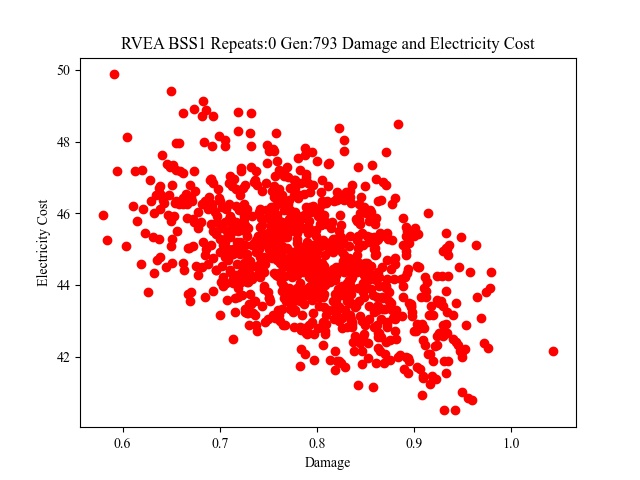 RVEA BSS1 Repeats:0 Gen:793 Damage and Electricity Cost
50
48
46
44
42
Electricity Cost
0.6 0.7 0.8 0.9 1.0
Damage